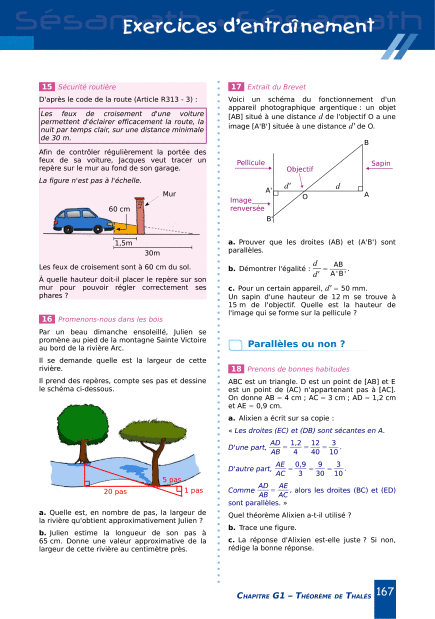 Sésamath
Sésamath
Exercices d'entraînement
15 Sécurité routière
D'après le code de la route (Article R313 - 3) :
Les feux de croisement d'une voiture
permettent d'éclairer efficacement la route, la
nuit par temps clair, sur une distance minimale
de 30 m.
Afin de contrôler régulièrement la portée des
feux de sa voiture, Jacques veut tracer un
repère sur le mur au fond de son garage.
La figure n'est pas à l'échelle.
Mur
60 cm
1,5m
30m
Les feux de croisement sont à 60 cm du sol.
À quelle hauteur doit-il placer le repère sur son
mur pour pouvoir régler correctement ses
phares ?
16 Promenons-nous dans les bois
Par un beau dimanche ensoleillé, Julien se
promène au pied de la montagne Sainte Victoire
au bord de la rivière Arc.
Il se demande quelle est la largeur de cette
rivière.
Il prend des repères, compte ses pas et dessine
le schéma ci-dessous.
5 pas
20 pas
1 pas
a. Quelle est, en nombre de pas, la largeur de
la rivière qu'obtient approximativement Julien ?
b. Julien estime la longueur de son pas à
65 cm. Donne une valeur approximative de la
largeur de cette rivière au centimètre près.
17 Extrait du Brevet
Voici un schéma du fonctionnement d'un
appareil photographique argentique : un objet
[AB] situé à une distance d de l'objectif O a une
image [A'B'] située à une distance d' de O.
B
Pellicule
Objectif
Sapin
A'
d'
d
O
A
Image
renversée
B'
a. Prouver que les droites (AB) et (A'B') sont
parallèles.
b. Démontrer l'égalité : d/d' = AB/A'B'.
c. Pour un certain appareil, d' = 50 mm.
Un sapin d'une hauteur de 12 m se trouve à
15 m de l'objectif. Quelle est la hauteur de
l'image qui se forme sur la pellicule ?
Parallèles ou non ?
18 Prenons de bonnes habitudes
ABC est un triangle. D est un point de [AB] et E
est un point de (AC) n'appartenant pas à [AC].
On donne AB = 4 cm ; AC = 3 cm ; AD = 1,2 cm
et AE = 0,9 cm.
a. Alixien a écrit sur sa copie :
« Les droites (EC) et (DB) sont sécantes en A.
D'une part, AD/AB = 1,2/4 = 12/40 = 3/10.
D'autre part, AE/AC = 0,9/3 = 9/30 = 3/10.
Comme AD/AB = AE/AC, alors les droites (BC) et (ED)
sont parallèles. »
Quel théorème Alixien a-t-il utilisé ?
b. Trace une figure.
c. La réponse d'Alixien est-elle juste ? Si non,
rédige la bonne réponse.
Chapitre G1 – Théorème de Thalès
167